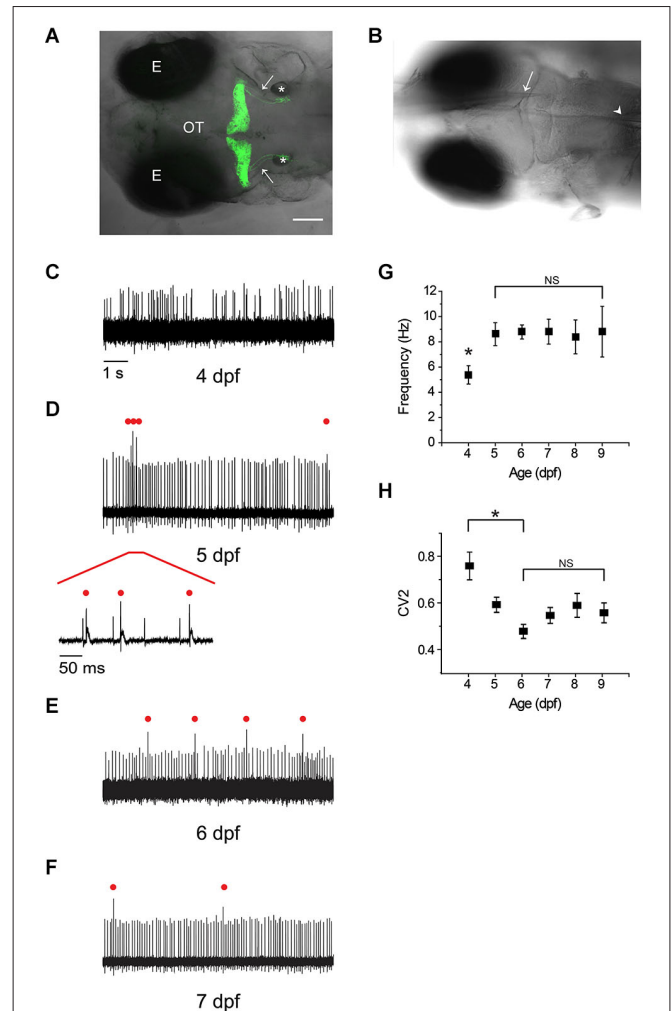 A
B
E
*
OT
E
*
C
1 s
4 dpf
D
5 dpf
50 ms
E
6 dpf
F
7 dpf
G
NS
*
Frequency (Hz)
12
10
8
6
4
2
0
4 5 6 7 8 9
Age (dpf)
H
*
NS
CV2
0.8
0.6
0.4
4 5 6 7 8 9
Age (dpf)